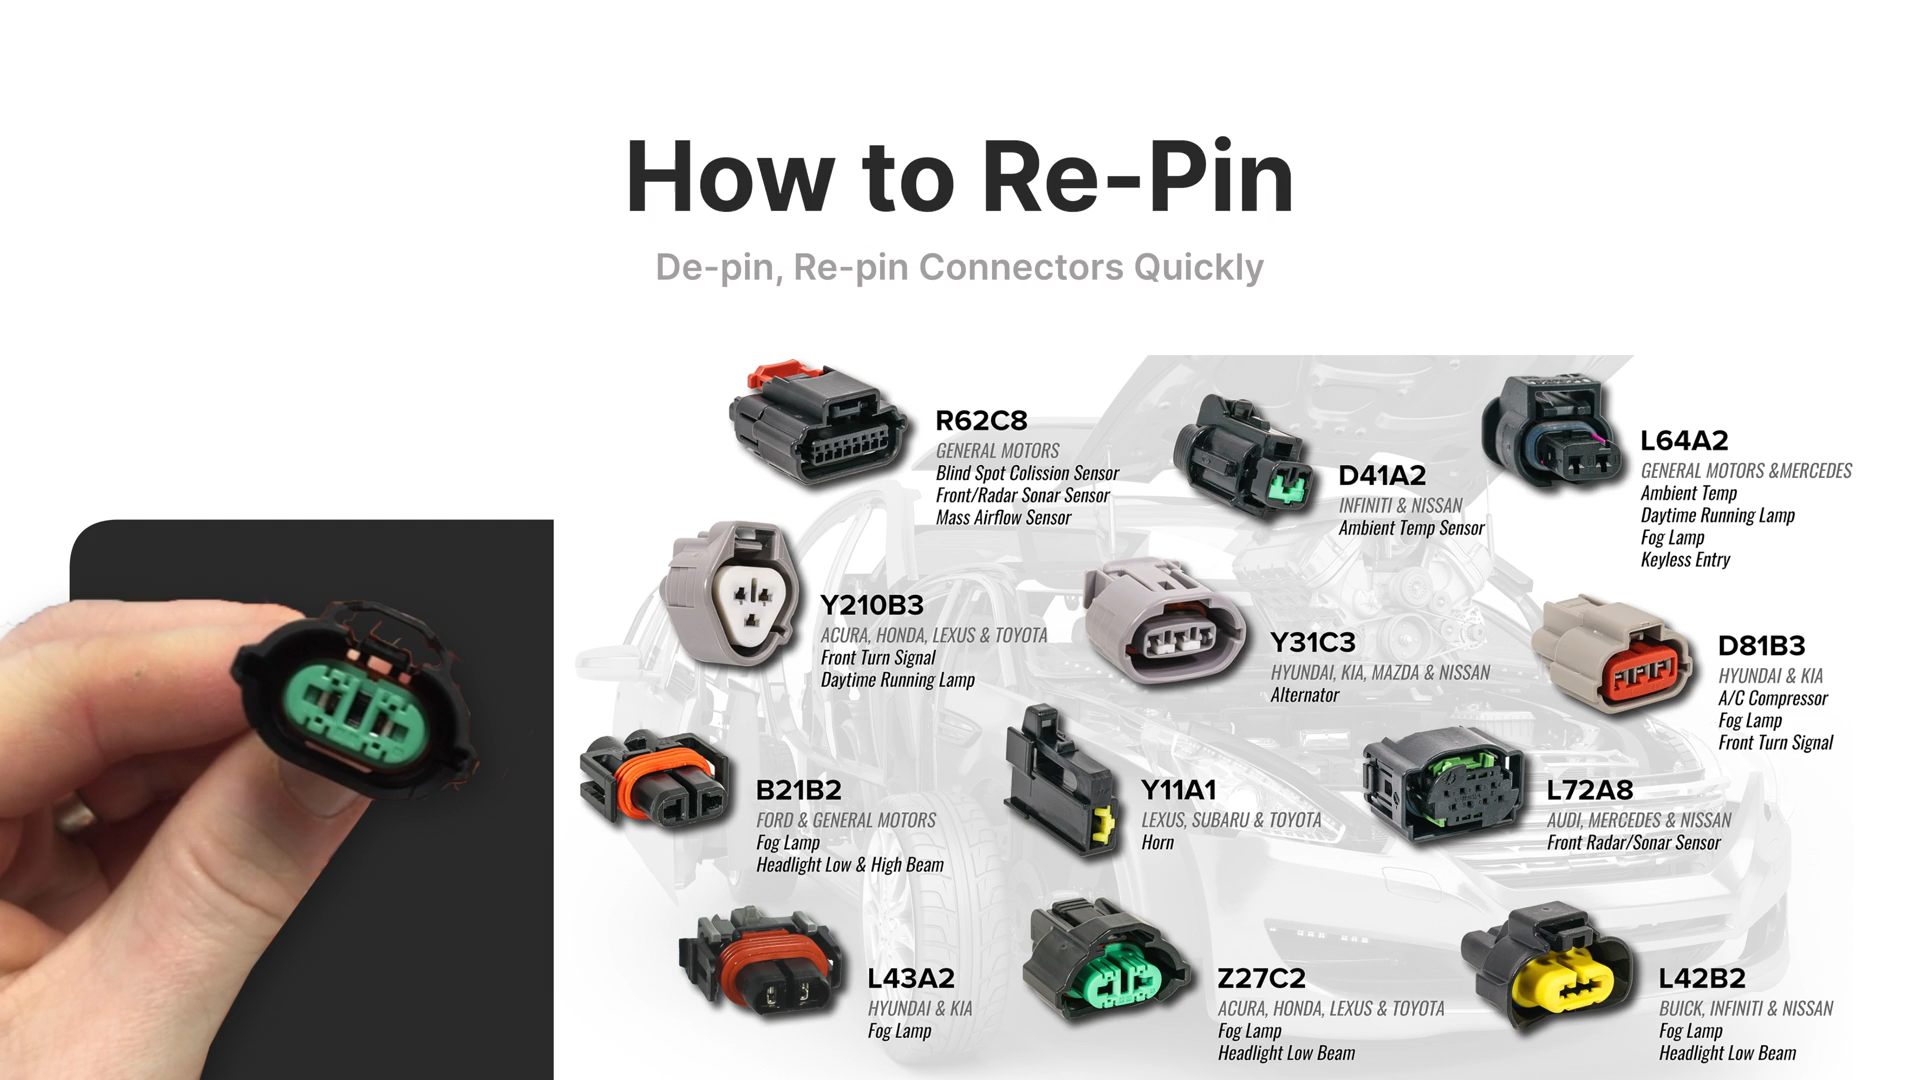 How to Re-Pin
De-pin, Re-pin Connectors Quickly
R62C8
GENERAL MOTORS
Blind Spot Colission Sensor
Front/Radar Sonar Sensor
Mass Airflow Sensor
D41A2
INFINITI & NISSAN
Ambient Temp Sensor
L64A2
GENERAL MOTORS &MERCEDES
Ambient Temp
Daytime Running Lamp
Fog Lamp
Keyless Entry
Y210B3
ACURA, HONDA, LEXUS & TOYOTA
Front Turn Signal
Daytime Running Lamp
Y31C3
HYUNDAI, KIA, MAZDA & NISSAN
Alternator
D81B3
HYUNDAI & KIA
A/C Compressor
Fog Lamp
Front Turn Signal
B21B2
FORD & GENERAL MOTORS
Fog Lamp
Headlight Low & High Beam
Y11A1
LEXUS, SUBARU & TOYOTA
Horn
L72A8
AUDI, MERCEDES & NISSAN
Front Radar/Sonar Sensor
L43A2
HYUNDAI & KIA
Fog Lamp
Z27C2
ACURA, HONDA, LEXUS & TOYOTA
Fog Lamp
Headlight Low Beam
L42B2
BUICK, INFINITI & NISSAN
Fog Lamp
Headlight Low Beam